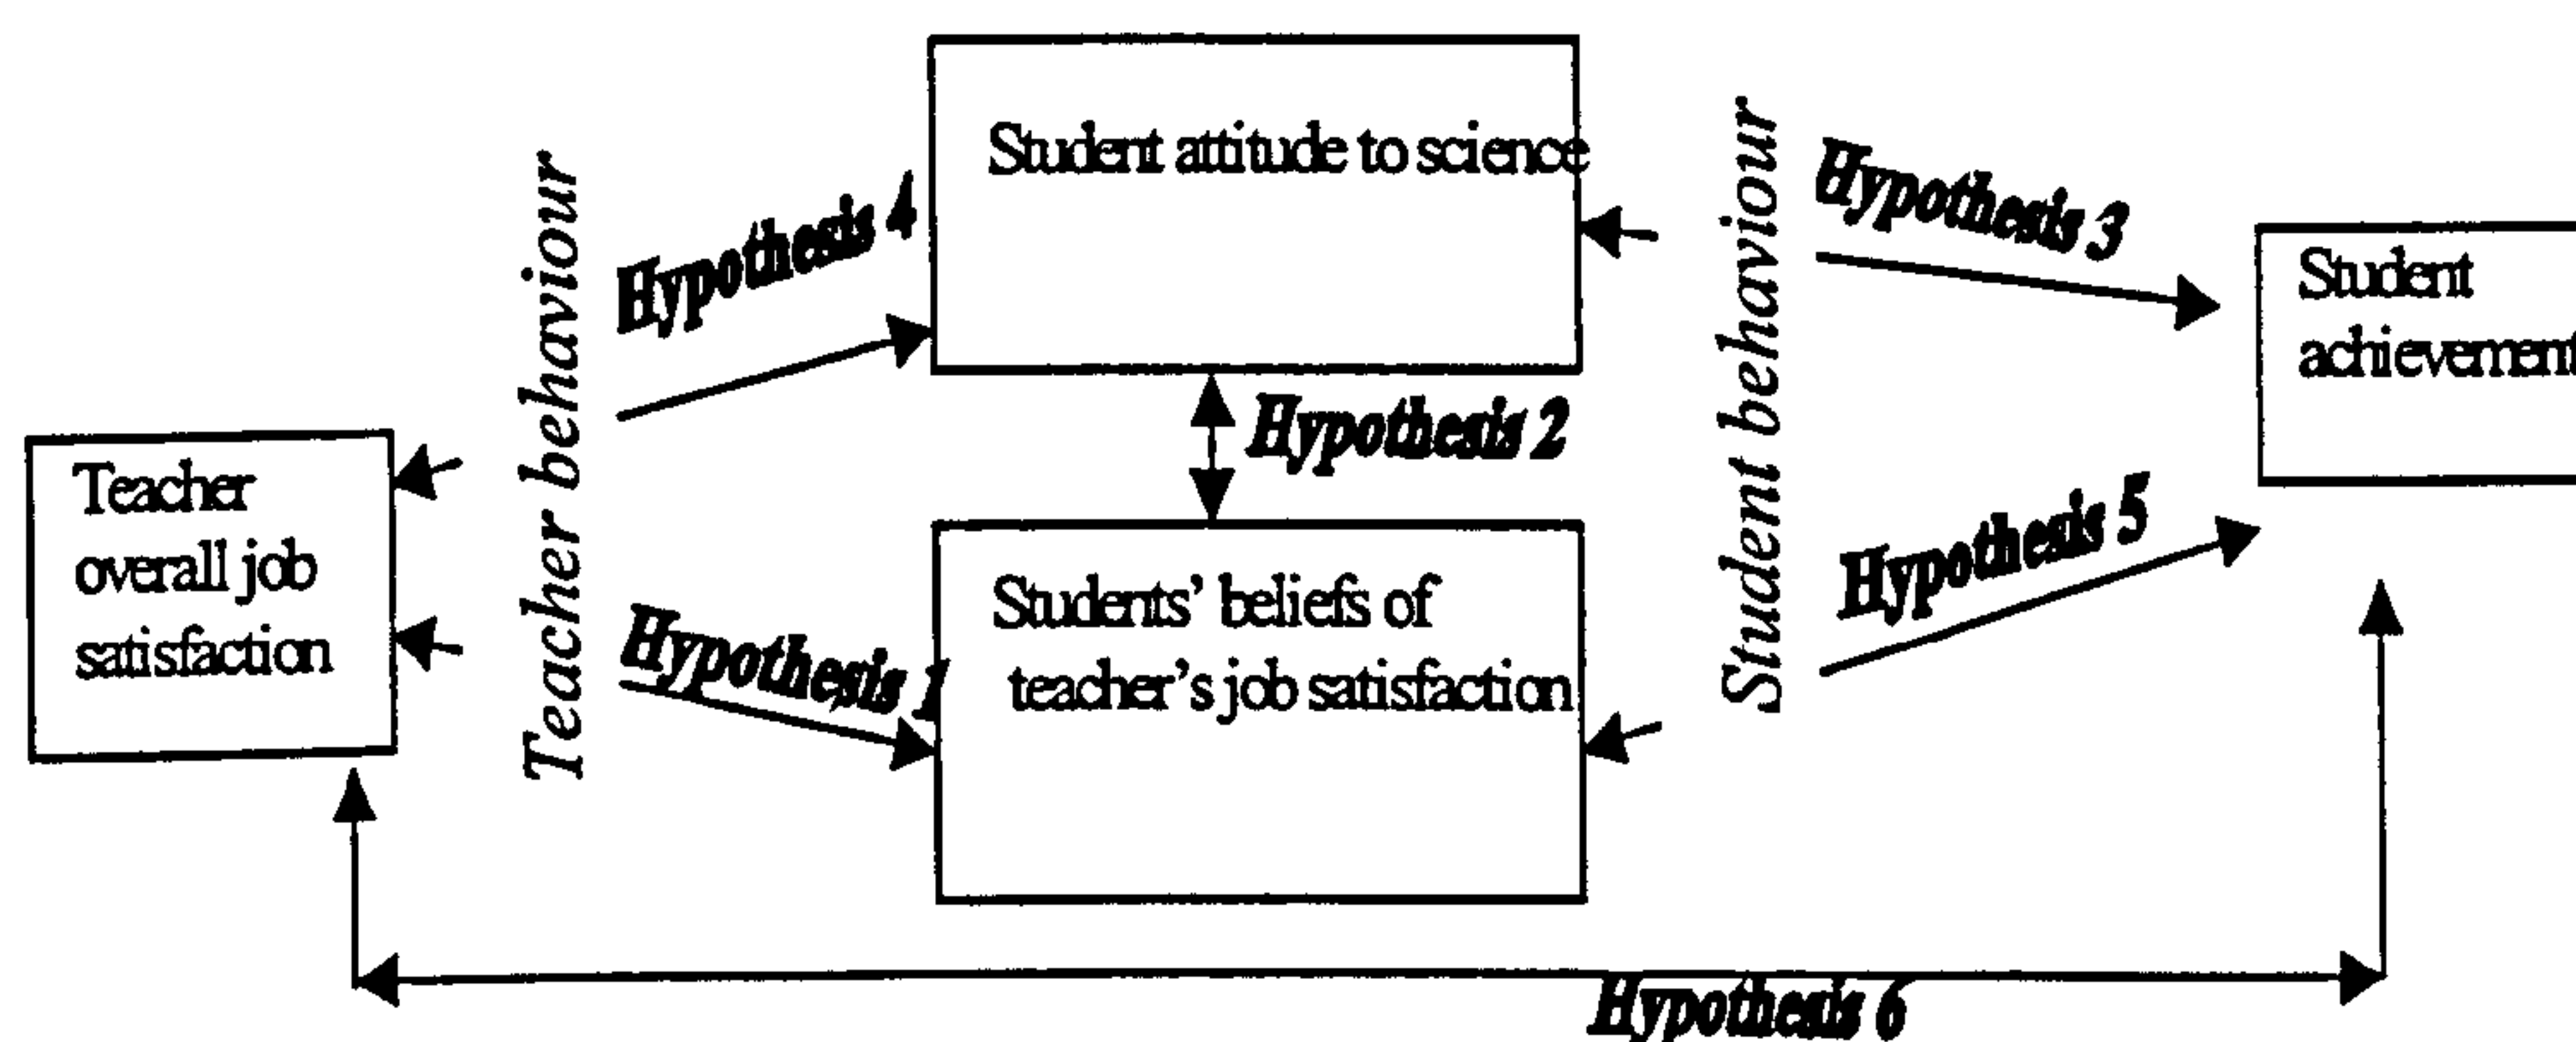 Student attitude to science
Hypothesis 4
Hypothesis 3
Student
achievement
Teacher behaviour
Student behaviour
Hypothesis 2
Teacher
overall job
satisfaction
Hypothesis 5
Students' beliefs of
teacher's job satisfaction
Hypothesis 1
Hypothesis 6